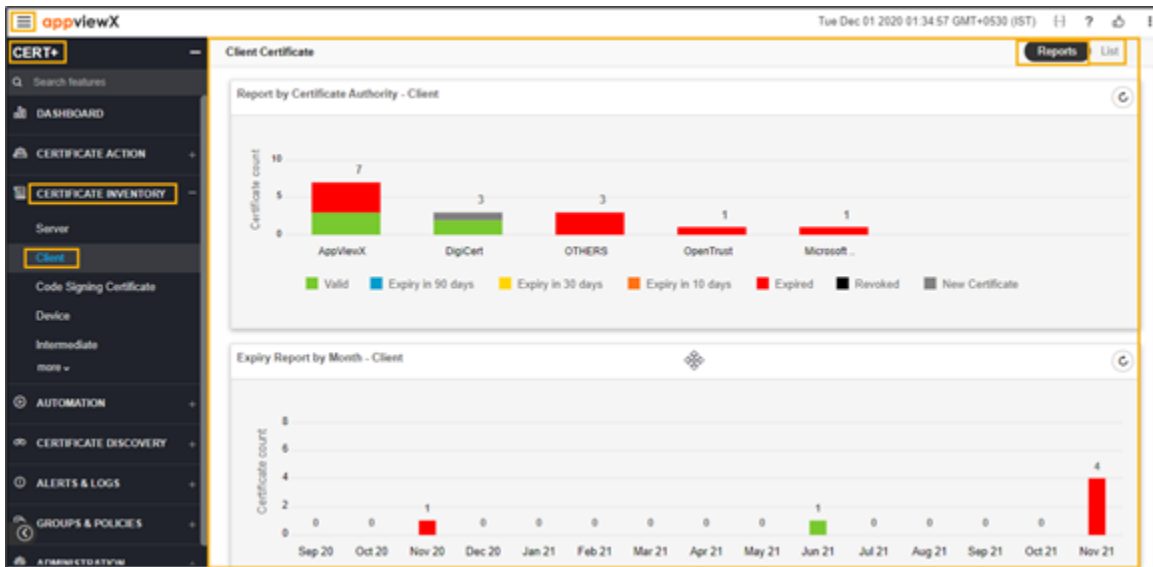 appviewX
Tue Dec 01 2020 01:34:57 GMT+0530 (IST)
?
CERT+
Search features
DASHBOARD
CERTIFICATE ACTION +
CERTIFICATE INVENTORY −
Server
Client
Code Signing Certificate
Device
Intermediate
more
AUTOMATION +
CERTIFICATE DISCOVERY +
ALERTS & LOGS +
GROUPS & POLICIES +
ADMINISTRATION
Client Certificate
Reports List
Report by Certificate Authority - Client
Certificate count
10
5
0
7 3 3 1 1
AppViewX DigiCert OTHERS OpenTrust Microsoft ..
Valid Expiry in 90 days Expiry in 30 days Expiry in 10 days Expired Revoked New Certificate
Expiry Report by Month - Client
Certificate count
8
6
4
2
0
0 0 1 0 0 0 0 0 0 1 0 0 0 0 4
Sep 20 Oct 20 Nov 20 Dec 20 Jan 21 Feb 21 Mar 21 Apr 21 May 21 Jun 21 Jul 21 Aug 21 Sep 21 Oct 21 Nov 21